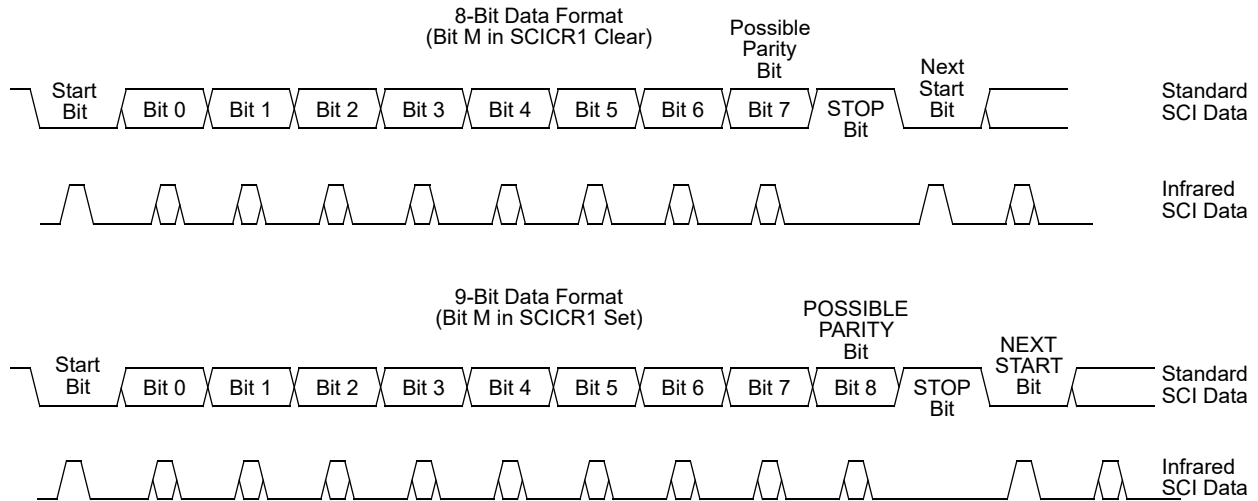 8-Bit Data Format
(Bit M in SCICR1 Clear)
Possible
Parity
Bit
Start
Bit
Bit 0
Bit 1
Bit 2
Bit 3
Bit 4
Bit 5
Bit 6
Bit 7
STOP
Bit
Next
Start
Bit
Standard
SCI Data
Infrared
SCI Data
9-Bit Data Format
(Bit M in SCICR1 Set)
POSSIBLE
PARITY
Bit
Start
Bit
Bit 0
Bit 1
Bit 2
Bit 3
Bit 4
Bit 5
Bit 6
Bit 7
Bit 8
STOP
Bit
NEXT
START
Bit
Standard
SCI Data
Infrared
SCI Data